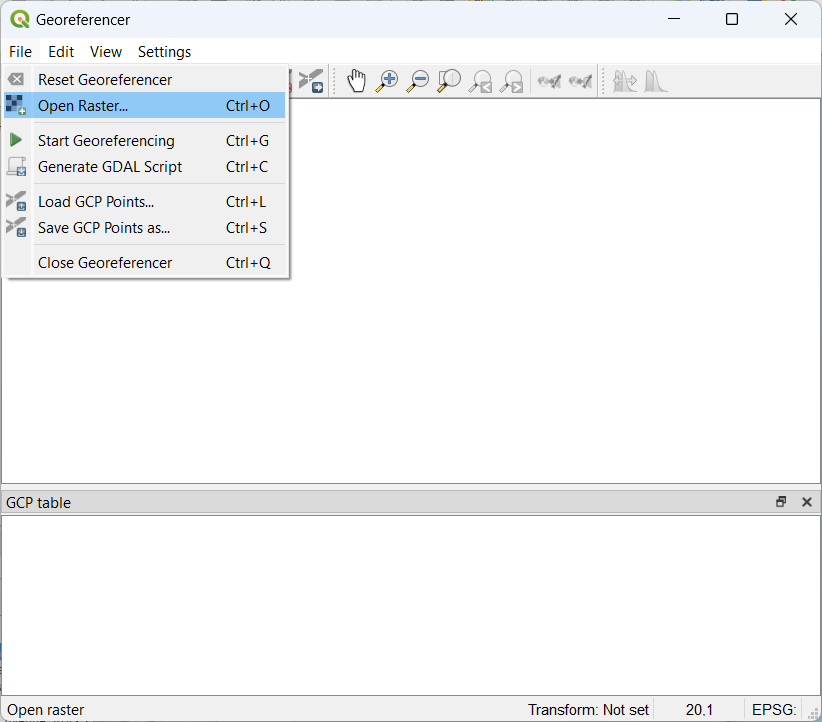 Georeferencer
File Edit View Settings
Reset Georeferencer
Open Raster... Ctrl+O
Start Georeferencing Ctrl+G
Generate GDAL Script Ctrl+C
Load GCP Points... Ctrl+L
Save GCP Points as... Ctrl+S
Close Georeferencer Ctrl+Q
GCP table
Open raster Transform: Not set 20,1 EPSG: